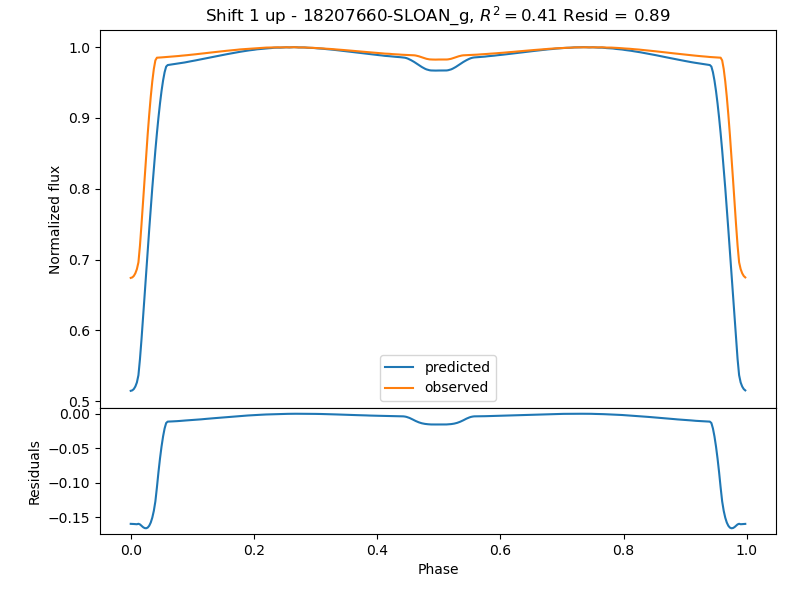 Shift 1 up - 18207660-SLOAN_g, $R^2 = 0.41$ Resid = 0.89
Normalized flux
1.0
0.9
0.8
0.7
0.6
0.5
predicted
observed
Residuals
0.00
−0.05
−0.10
−0.15
0.0
0.2
0.4
0.6
0.8
1.0
Phase